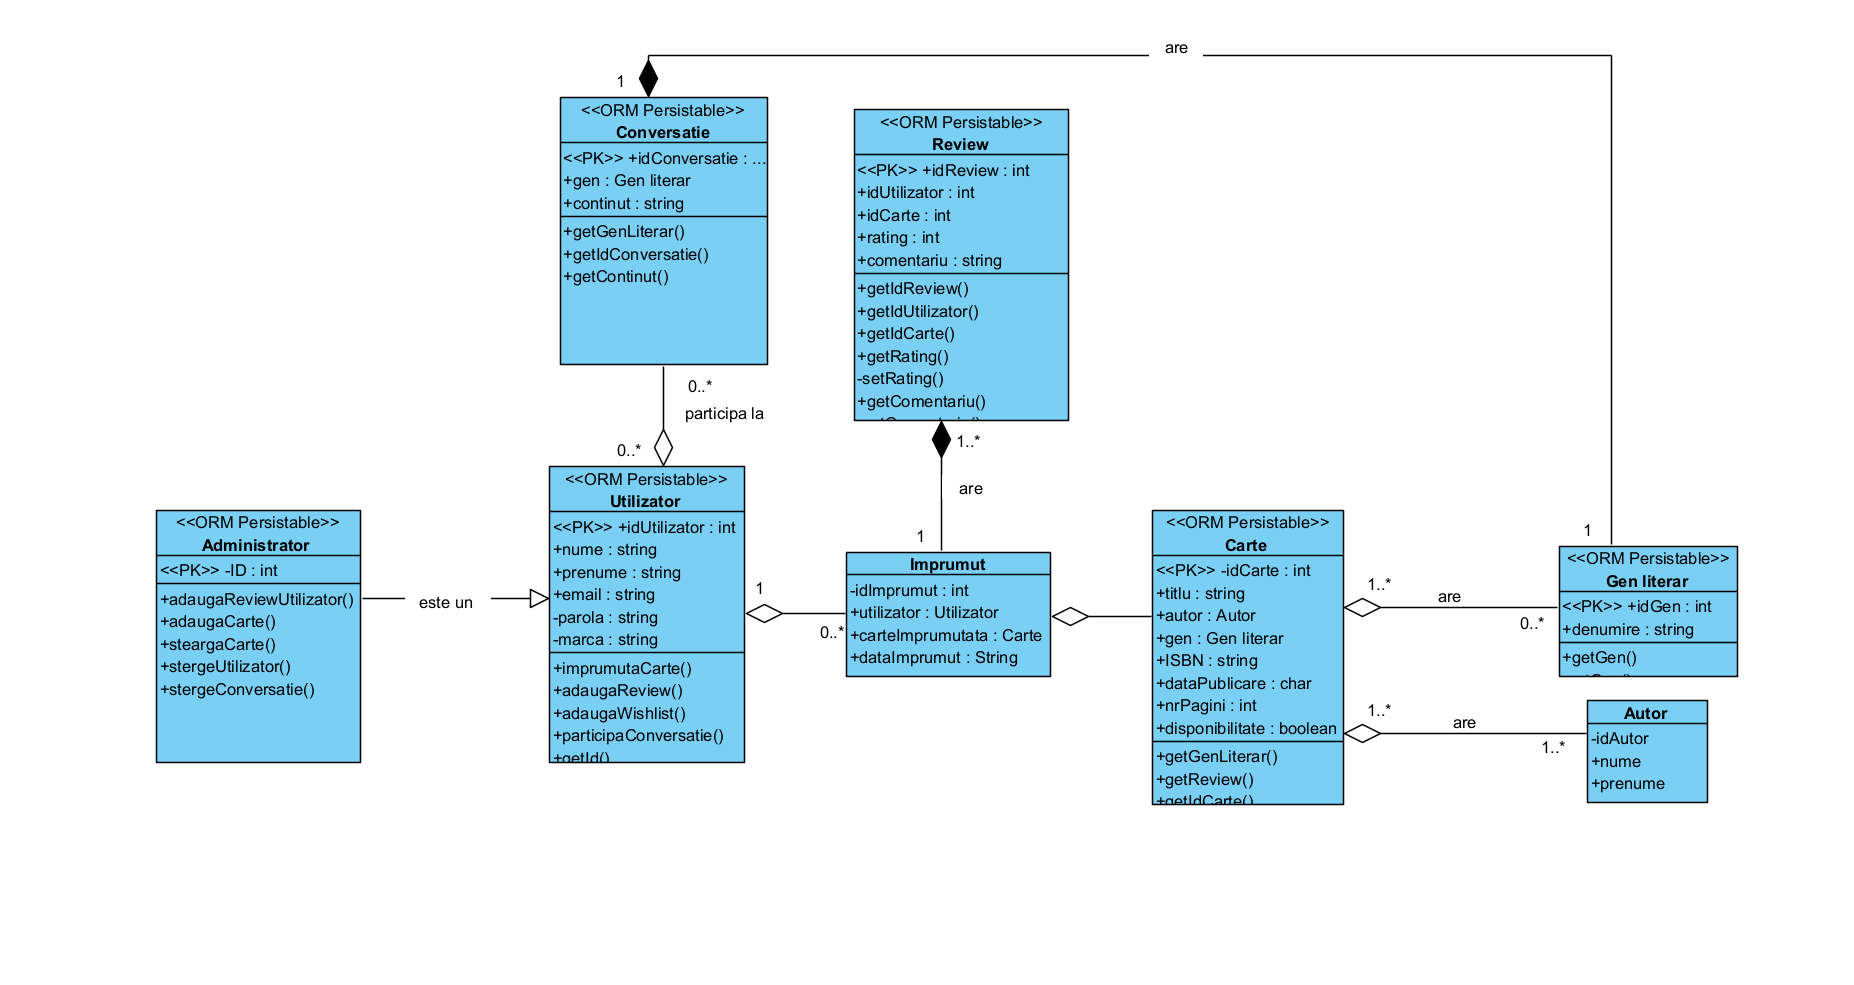 are
1
<<ORM Persistable>>
Conversatie
<<PK>> +idConversatie : ...
+gen : Gen literar
+continut : string
+getGenLiterar()
+getIdConversatie()
+getContinut()
<<ORM Persistable>>
Review
<<PK>> +idReview : int
+idUtilizator : int
+idCarte : int
+rating : int
+comentariu : string
+getIdReview()
+getIdUtilizator()
+getIdCarte()
+getRating()
-setRating()
+getComentariu()
0..*
participa la
0..*
1..*
are
1
<<ORM Persistable>>
Administrator
<<PK>> -ID : int
+adaugaReviewUtilizator()
+adaugaCarte()
+steargaCarte()
+stergeUtilizator()
+stergeConversatie()
este un
<<ORM Persistable>>
Utilizator
<<PK>> +idUtilizator : int
+nume : string
+prenume : string
+email : string
-parola : string
-marca : string
+imprumutaCarte()
+adaugaReview()
+adaugaWishlist()
+participaConversatie()
+getId()
1
0..*
Imprumut
-idImprumut : int
+utilizator : Utilizator
+carteImprumutata : Carte
+dataImprumut : String
<<ORM Persistable>>
Carte
<<PK>> -idCarte : int
+titlu : string
+autor : Autor
+gen : Gen literar
+ISBN : string
+dataPublicare : char
+nrPagini : int
+disponibilitate : boolean
+getGenLiterar()
+getReview()
+getIdCarte()
1..*
are
0..*
1
<<ORM Persistable>>
Gen literar
<<PK>> +idGen : int
+denumire : string
+getGen()
1..*
are
1..*
Autor
-idAutor
+nume
+prenume